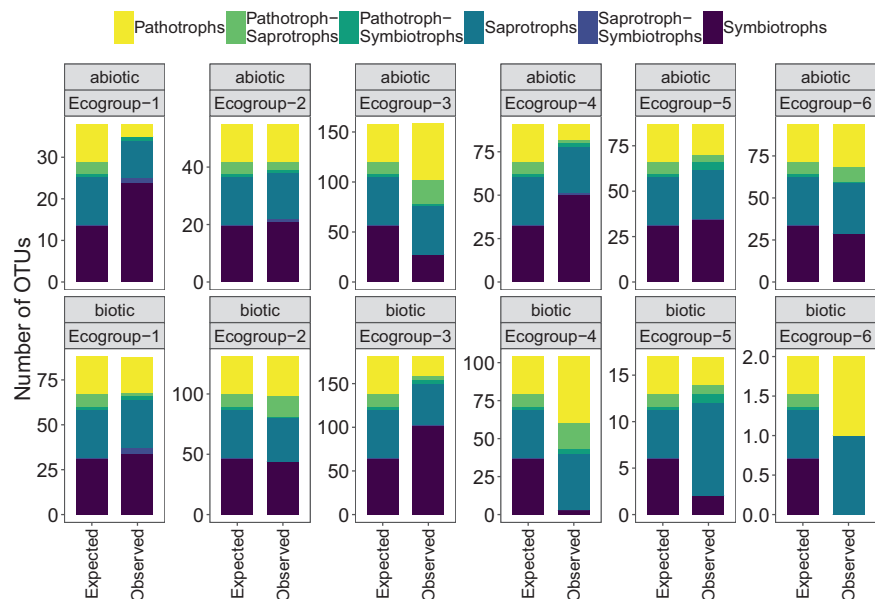 Pathotrophs
Pathotroph−
Saprotrophs
Pathotroph−
Symbiotrophs
Saprotrophs
Saprotroph−
Symbiotrophs
Symbiotrophs
Number of OTUs
abiotic
Ecogroup−1
30
20
10
0
abiotic
Ecogroup−2
40
20
0
abiotic
Ecogroup−3
150
100
50
0
abiotic
Ecogroup−4
75
50
25
0
abiotic
Ecogroup−5
75
50
25
0
abiotic
Ecogroup−6
75
50
25
0
biotic
Ecogroup−1
75
50
25
0
Expected
Observed
biotic
Ecogroup−2
100
50
0
Expected
Observed
biotic
Ecogroup−3
150
100
50
0
Expected
Observed
biotic
Ecogroup−4
100
75
50
25
0
Expected
Observed
biotic
Ecogroup−5
15
10
5
0
Expected
Observed
biotic
Ecogroup−6
2.0
1.5
1.0
0.5
0.0
Expected
Observed